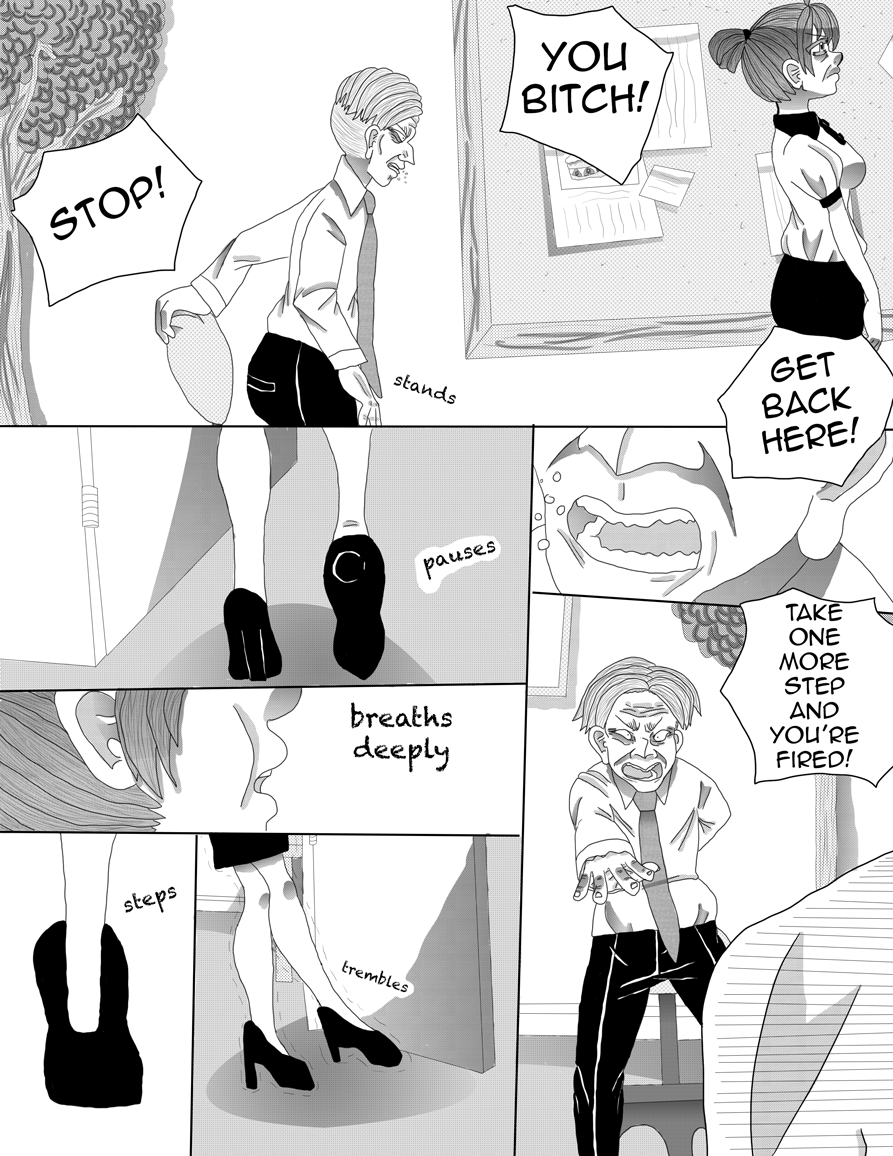 STOP!
YOU
BITCH!
stands
GET
BACK
HERE!
pauses
TAKE
ONE
MORE
STEP
AND
YOU'RE
FIRED!
breaths
deeply
steps
trembles